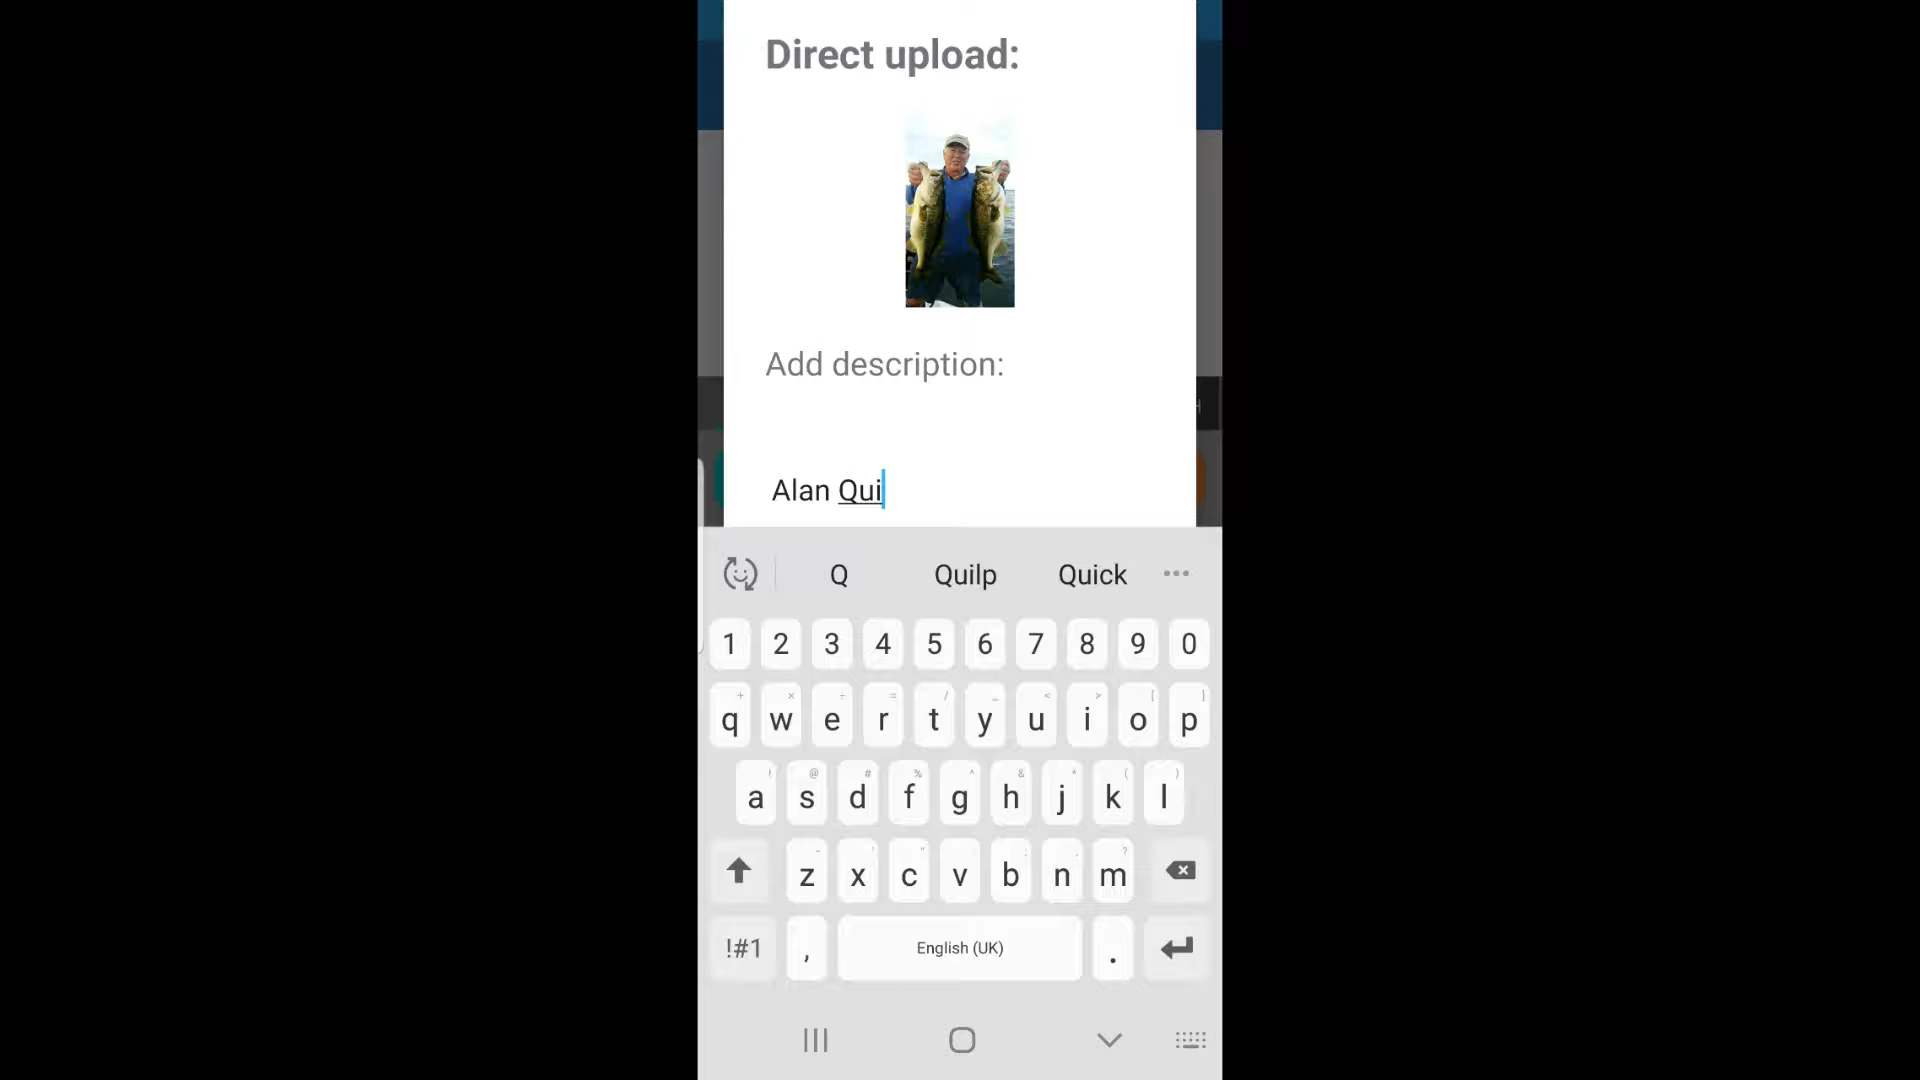 Direct upload:
Add description:
H
Alan Qui
Q Quilp Quick
1 2 3 4 5 6 7 8 9 0
+ × ÷ = / _ < > [ ]
q w e r t y u i o p
! @ # % ^ & * ( )
a s d f g h j k l
- ' " : ; ?
z x c v b n m
!#1 , English (UK) .